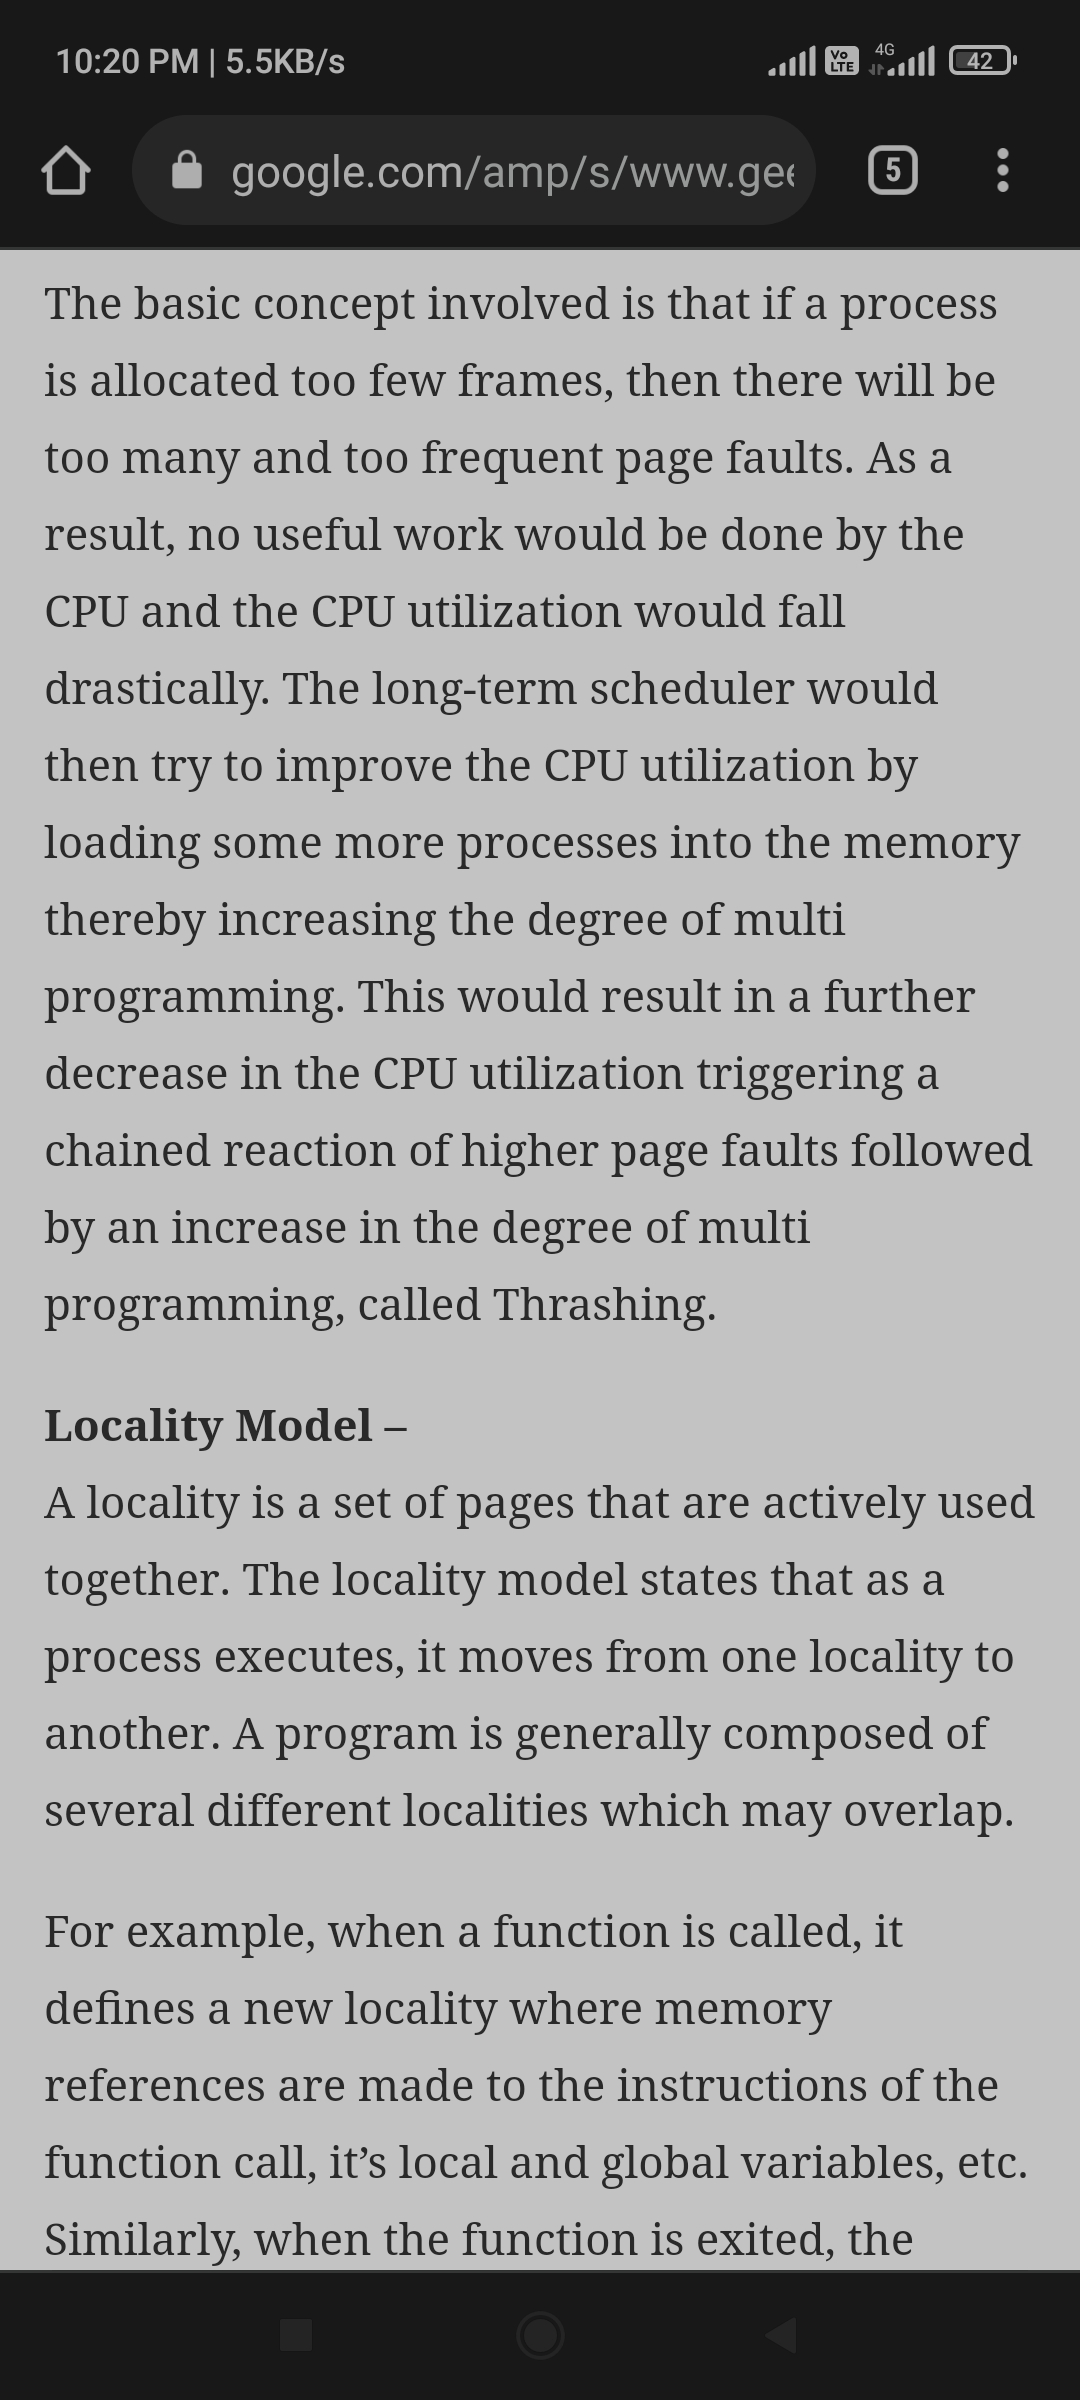 10:20 PM | 5.5KB/s
Vo LTE
4G
42
google.com/amp/s/www.gee
5
The basic concept involved is that if a process
is allocated too few frames, then there will be
too many and too frequent page faults. As a
result, no useful work would be done by the
CPU and the CPU utilization would fall
drastically. The long-term scheduler would
then try to improve the CPU utilization by
loading some more processes into the memory
thereby increasing the degree of multi
programming. This would result in a further
decrease in the CPU utilization triggering a
chained reaction of higher page faults followed
by an increase in the degree of multi
programming, called Thrashing.
Locality Model –
A locality is a set of pages that are actively used
together. The locality model states that as a
process executes, it moves from one locality to
another. A program is generally composed of
several different localities which may overlap.
For example, when a function is called, it
defines a new locality where memory
references are made to the instructions of the
function call, it’s local and global variables, etc.
Similarly, when the function is exited, the